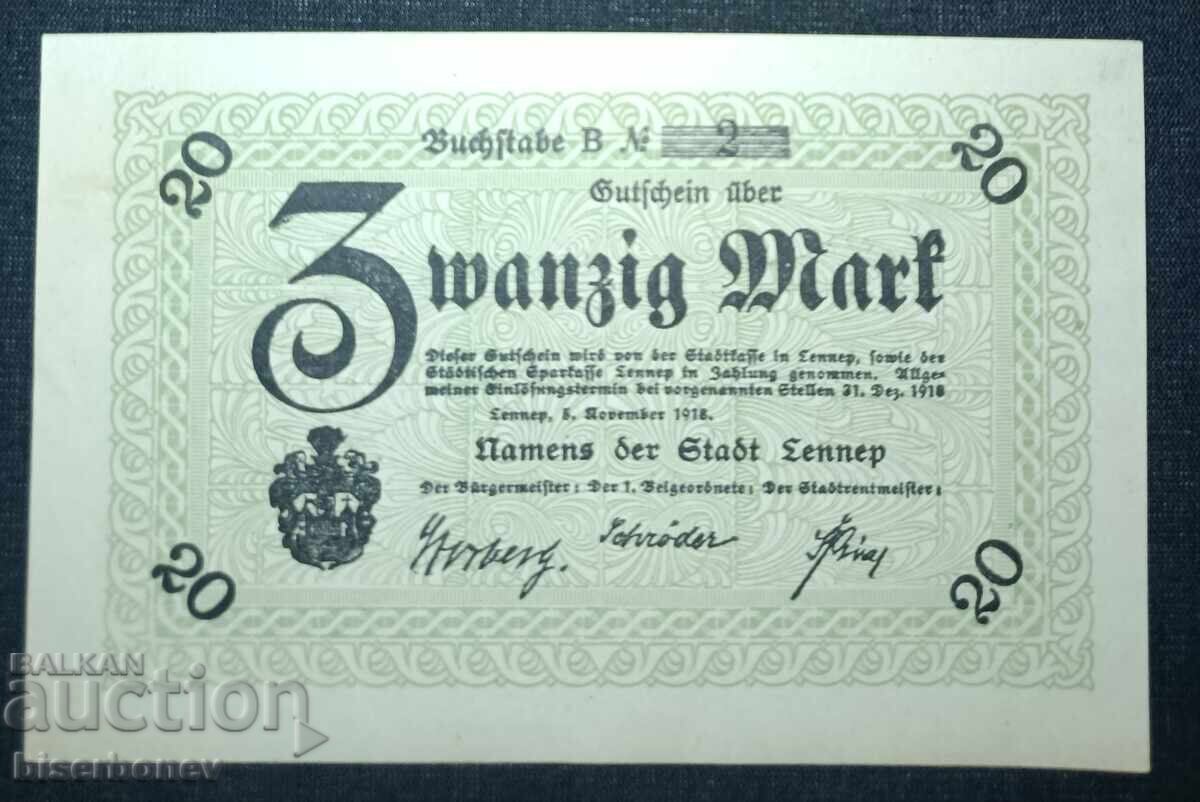 20
20
Buchstabe B № 2
Gutschein über
Zwanzig Mark
Dieser Gutschein wird von der Stadtkasse in Lennep, sowie der
Städtischen Sparkasse Lennep in Zahlung genommen. Allge-
meiner Einlösungstermin bei vorgenannten Stellen 31. Dez. 1918
Lennep, 8. November 1918.
Namens der Stadt Lennep
Der Bürgermeister: Der 1. Beigeordnete: Der Stadtrentmeister:
Schröder
20
20
BALKAN
auction
biserbonev